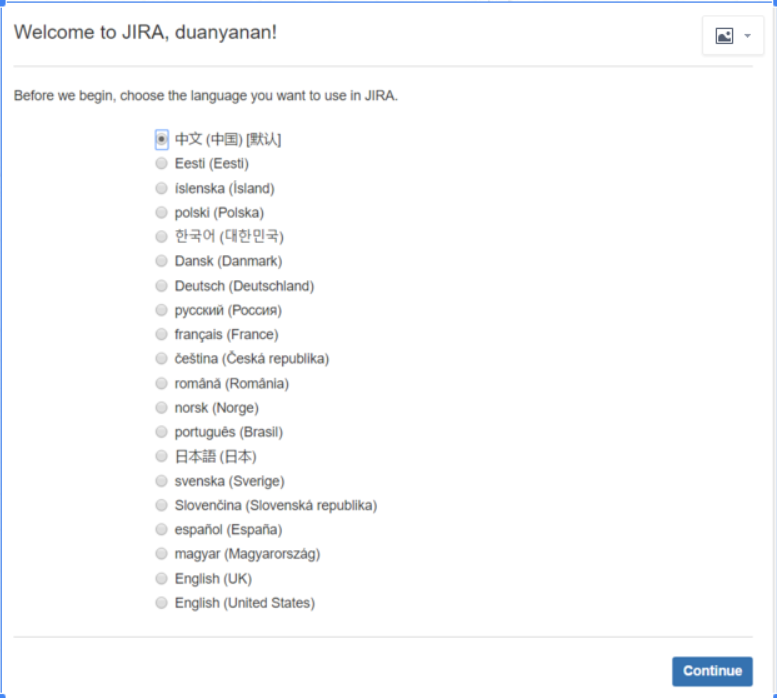 Welcome to JIRA, duanyanan!
Before we begin, choose the language you want to use in JIRA.
中文 (中国) [默认]
Eesti (Eesti)
íslenska (Ísland)
polski (Polska)
한국어 (대한민국)
Dansk (Danmark)
Deutsch (Deutschland)
русский (Россия)
français (France)
čeština (Česká republika)
română (România)
norsk (Norge)
português (Brasil)
日本語 (日本)
svenska (Sverige)
Slovenčina (Slovenská republika)
español (España)
magyar (Magyarország)
English (UK)
English (United States)
Continue